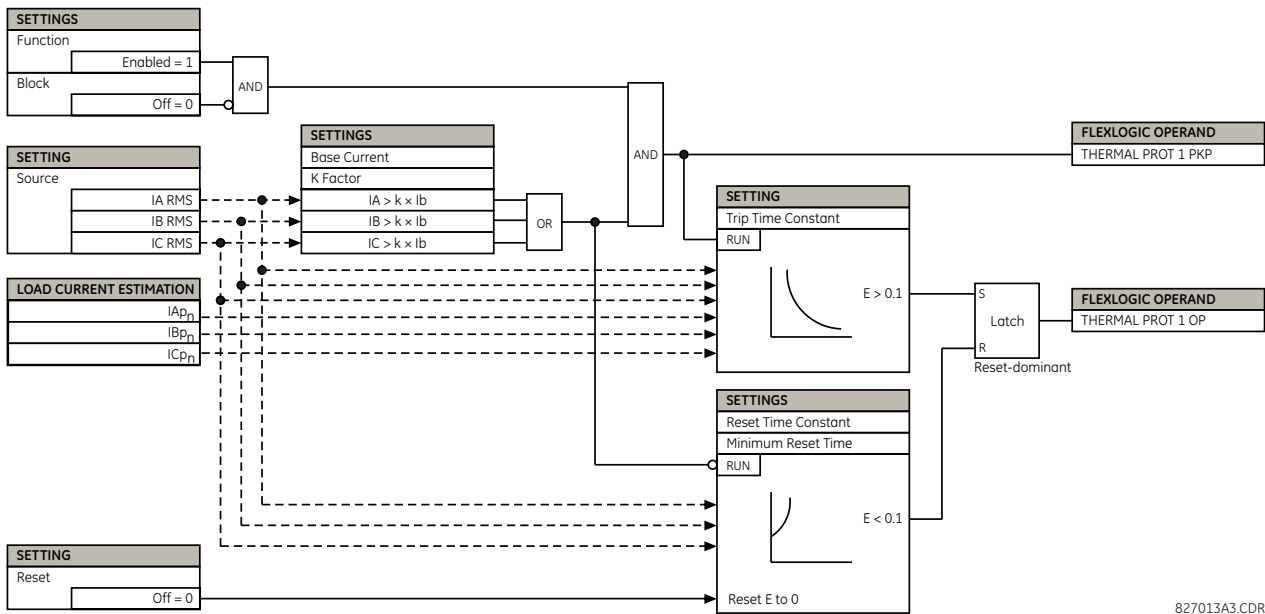 SETTINGS
Function
Enabled = 1
Block
Off = 0
AND
SETTING
Source
IA RMS
IB RMS
IC RMS
LOAD CURRENT ESTIMATION
IApn
IBpn
ICpn
SETTINGS
Base Current
K Factor
IA > k × Ib
IB > k × Ib
IC > k × Ib
OR
AND
FLEXLOGIC OPERAND
THERMAL PROT 1 PKP
SETTING
Trip Time Constant
RUN
E > 0.1
S
Latch
R
Reset-dominant
FLEXLOGIC OPERAND
THERMAL PROT 1 OP
SETTINGS
Reset Time Constant
Minimum Reset Time
RUN
E < 0.1
Reset E to 0
SETTING
Reset
Off = 0
827013A3.CDR